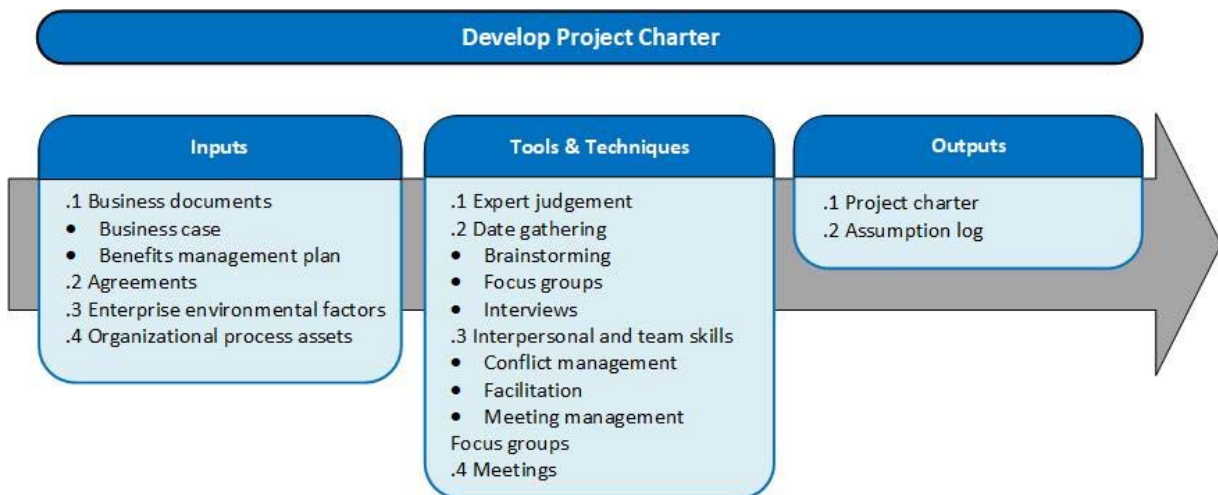 Develop Project Charter
Inputs
.1 Business documents
• Business case
• Benefits management plan
.2 Agreements
.3 Enterprise environmental factors
.4 Organizational process assets
Tools & Techniques
.1 Expert judgement
.2 Date gathering
• Brainstorming
• Focus groups
• Interviews
.3 Interpersonal and team skills
• Conflict management
• Facilitation
• Meeting management
Focus groups
.4 Meetings
Outputs
.1 Project charter
.2 Assumption log